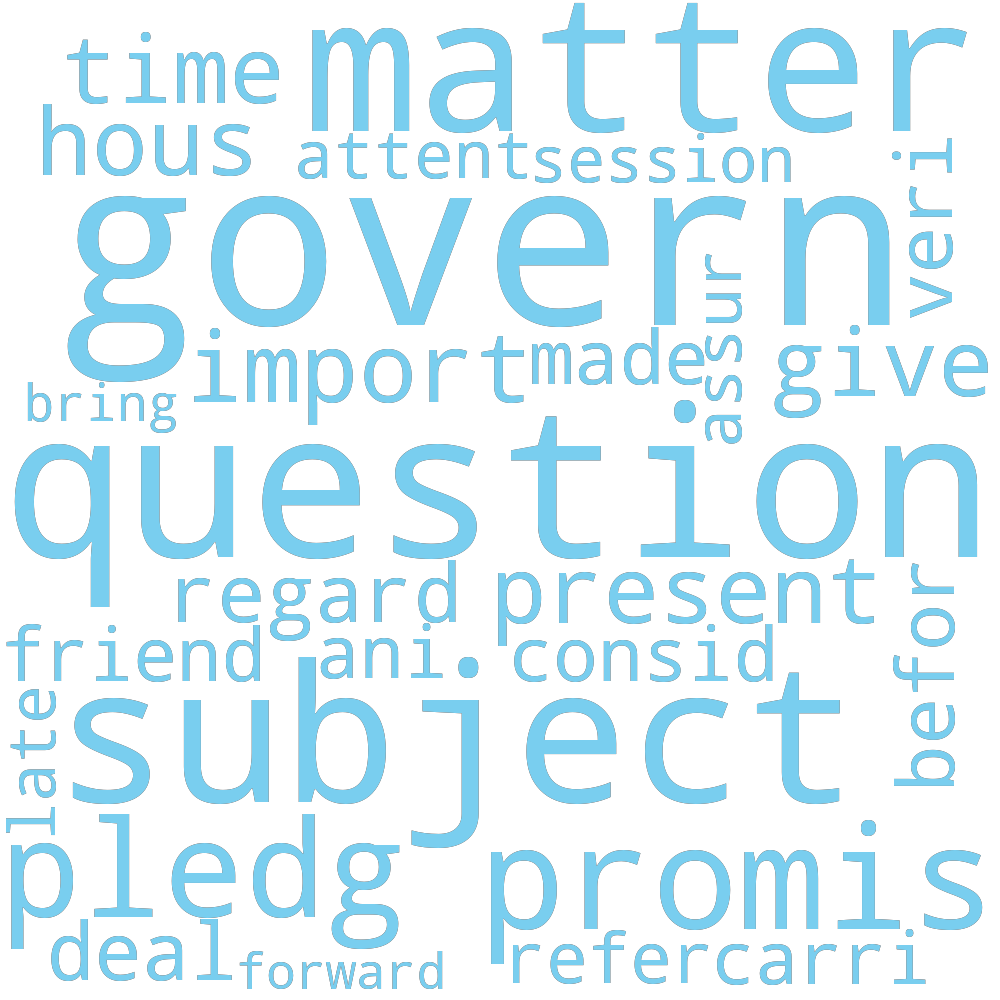 matter
time
hous
attent session
veri
govern
assur
import made give
bring
question
regard present
befor
friend ani consid
late
subject
pledg promis
deal refer carri
forward